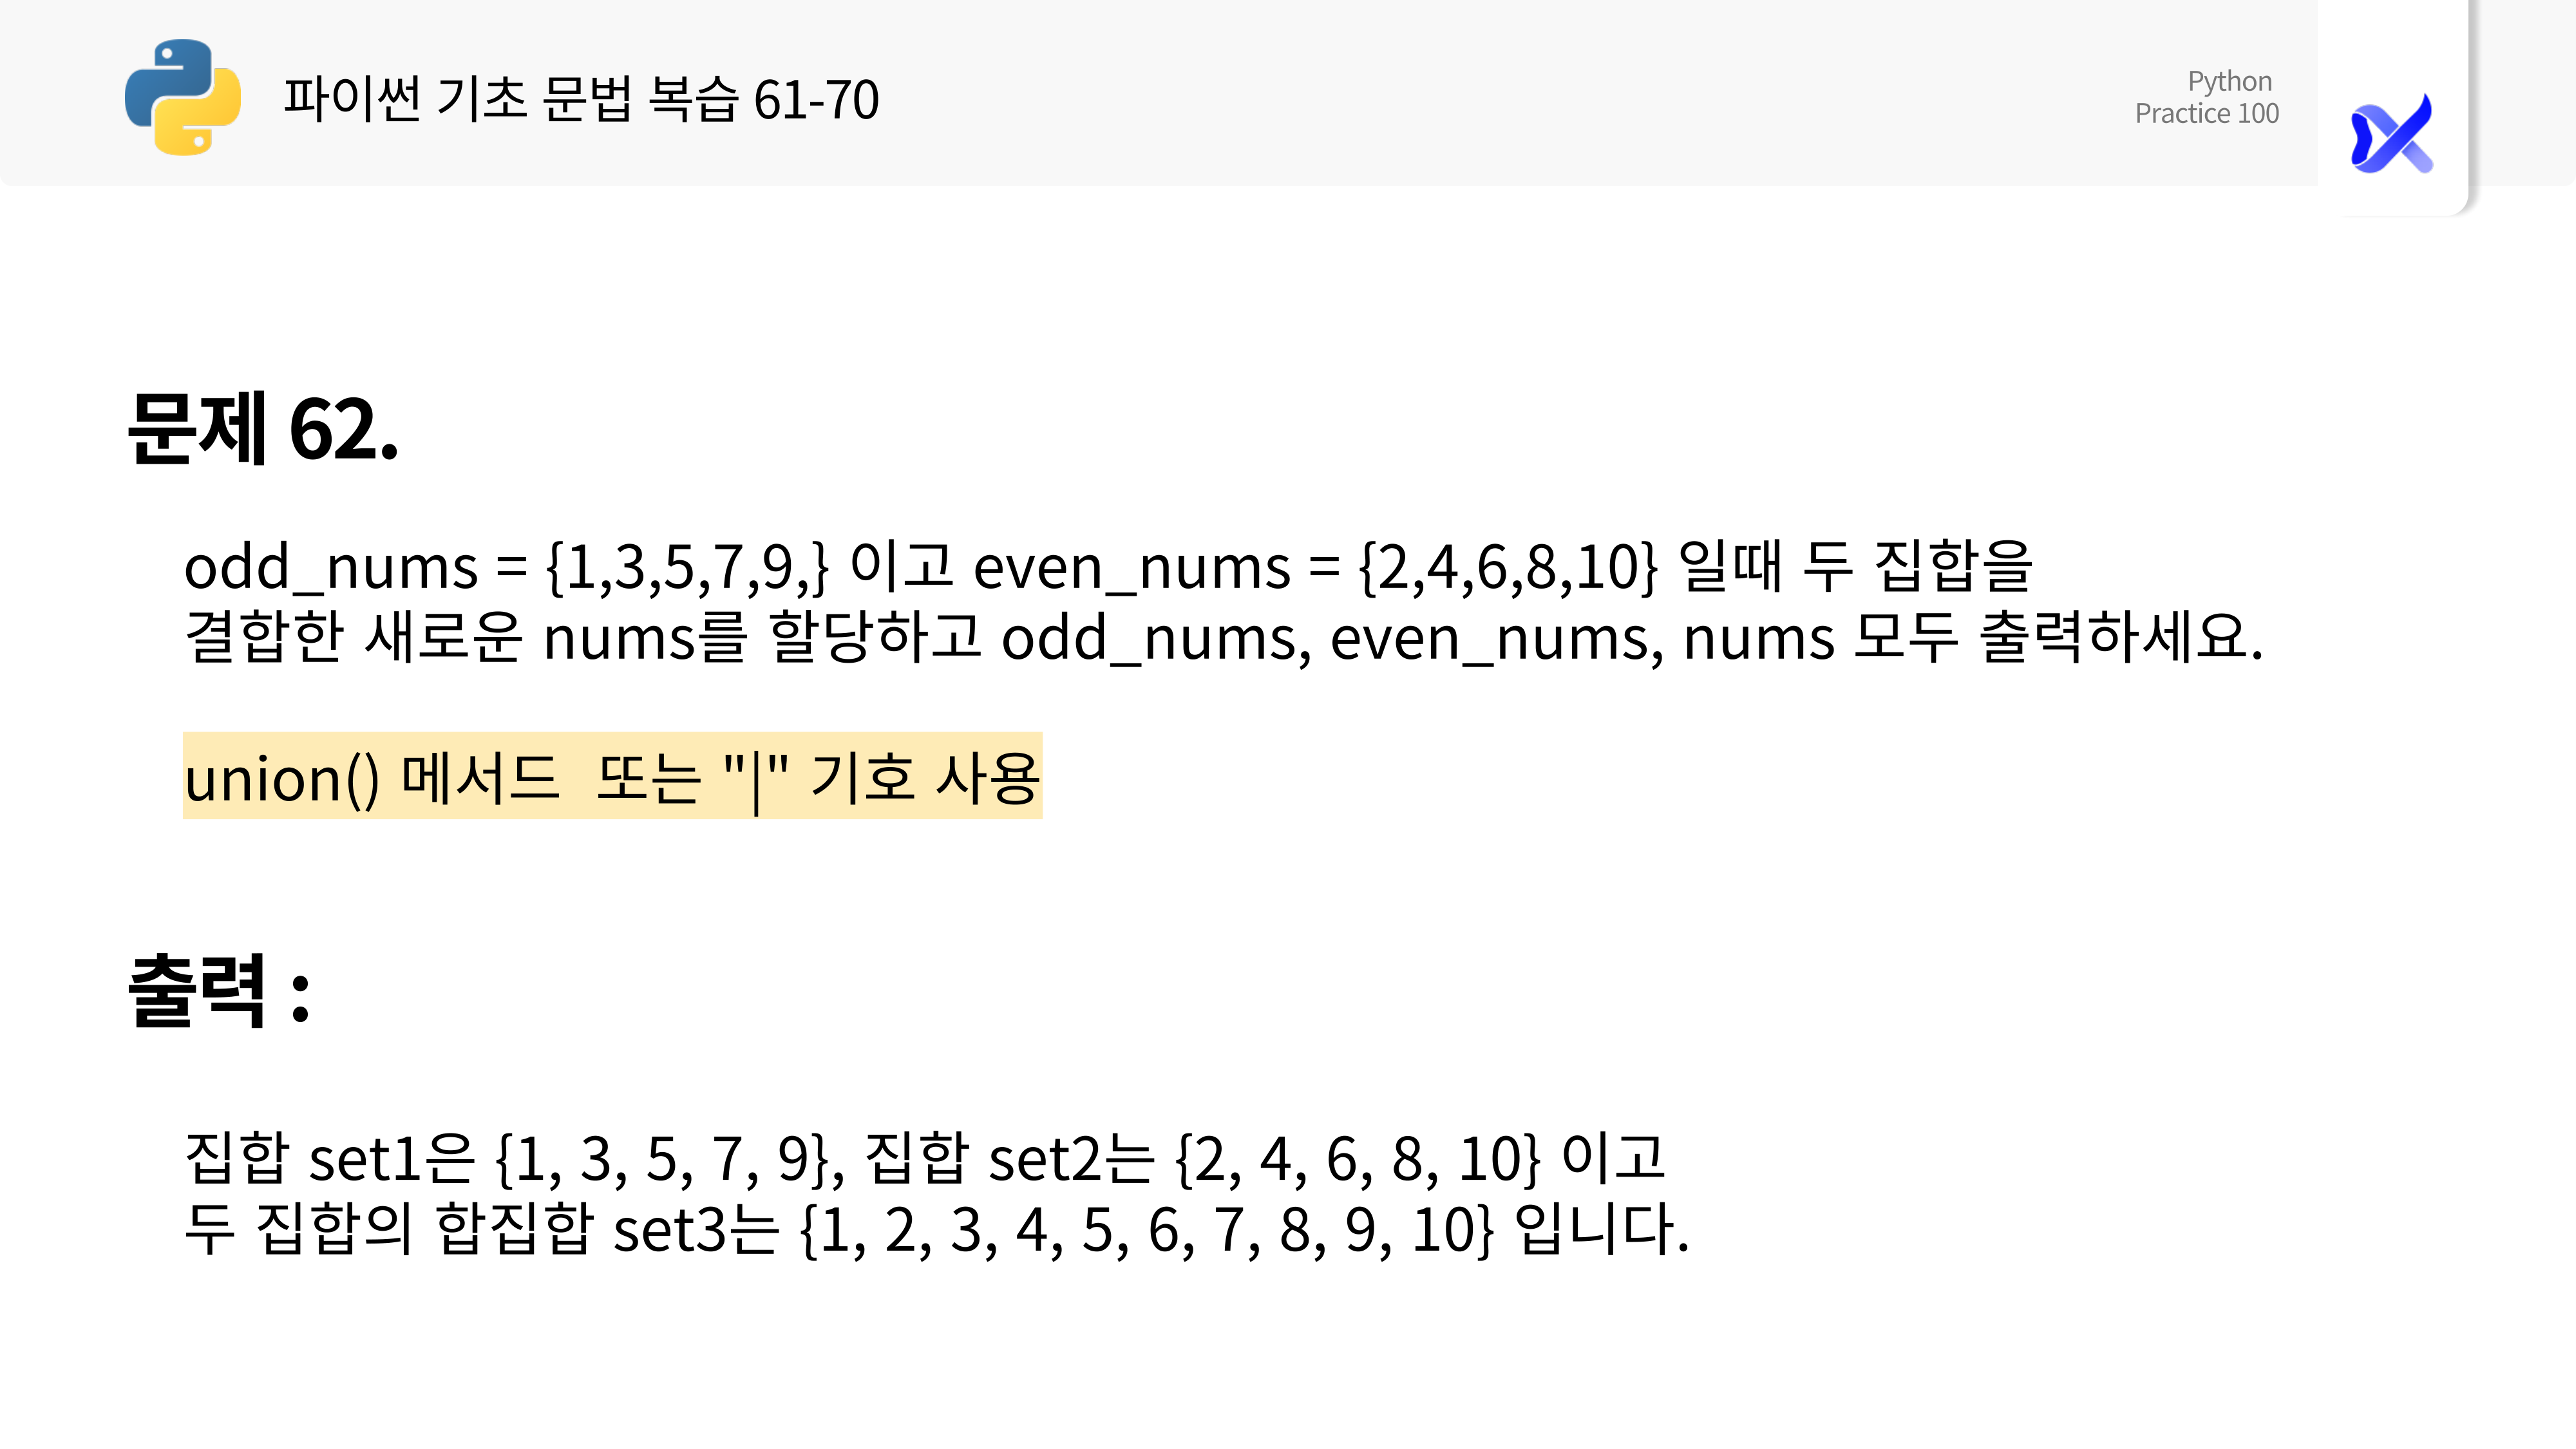 파이썬 기초 문법 복습 61-70
Python
Practice 100
문제 62.
odd_nums = {1,3,5,7,9,} 이고 even_nums = {2,4,6,8,10} 일때 두 집합을
결합한 새로운 nums를 할당하고 odd_nums, even_nums, nums 모두 출력하세요.
union() 메서드  또는 "|" 기호 사용
출력 :
집합 set1은 {1, 3, 5, 7, 9}, 집합 set2는 {2, 4, 6, 8, 10} 이고
두 집합의 합집합 set3는 {1, 2, 3, 4, 5, 6, 7, 8, 9, 10} 입니다.